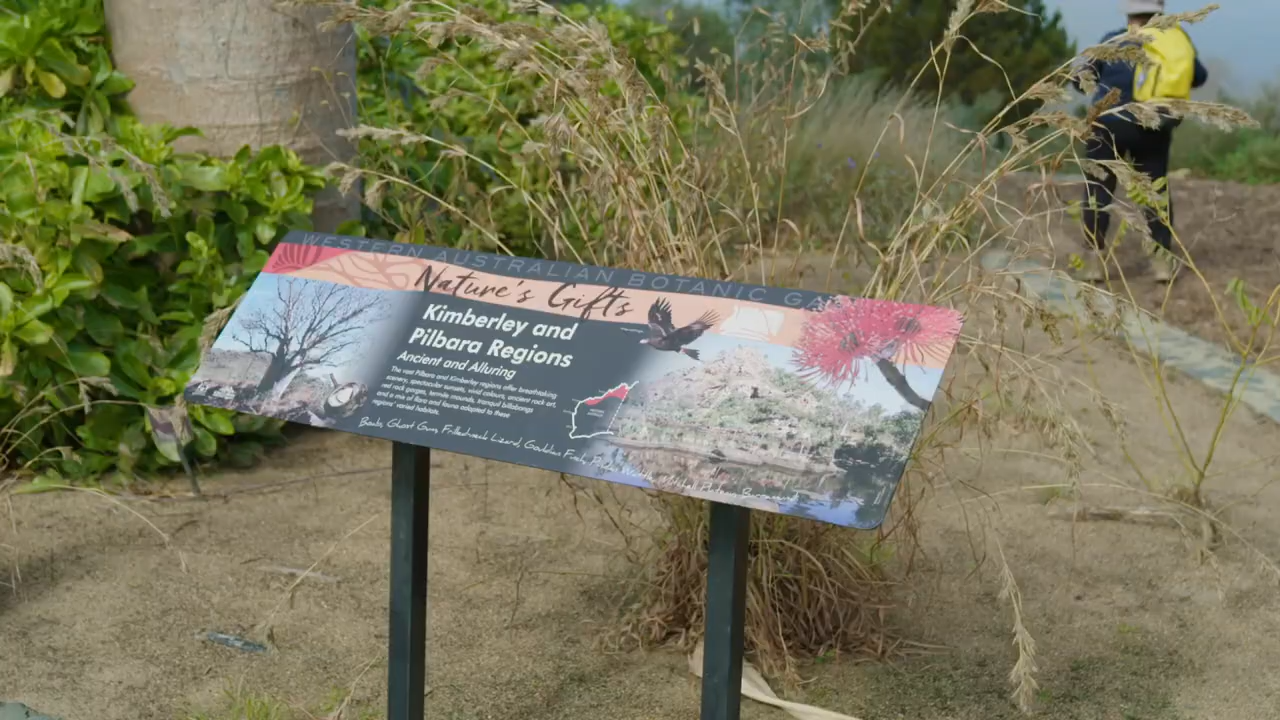 WESTERN AUSTRALIAN BOTANIC GA
Nature's Gifts
Kimberley and
Pilbara Regions
Ancient and Alluring
The vast Pilbara and Kimberley regions offer breathtaking
scenery, spectacular sunsets, vivid colours, ancient rock art,
red rock gorges, termite mounds, tranquil billabongs
and a mix of flora and fauna adapted to these
regions' varied habitats.
Boab, Ghost Gum, Frillneck Lizard, Gouldian Finch,